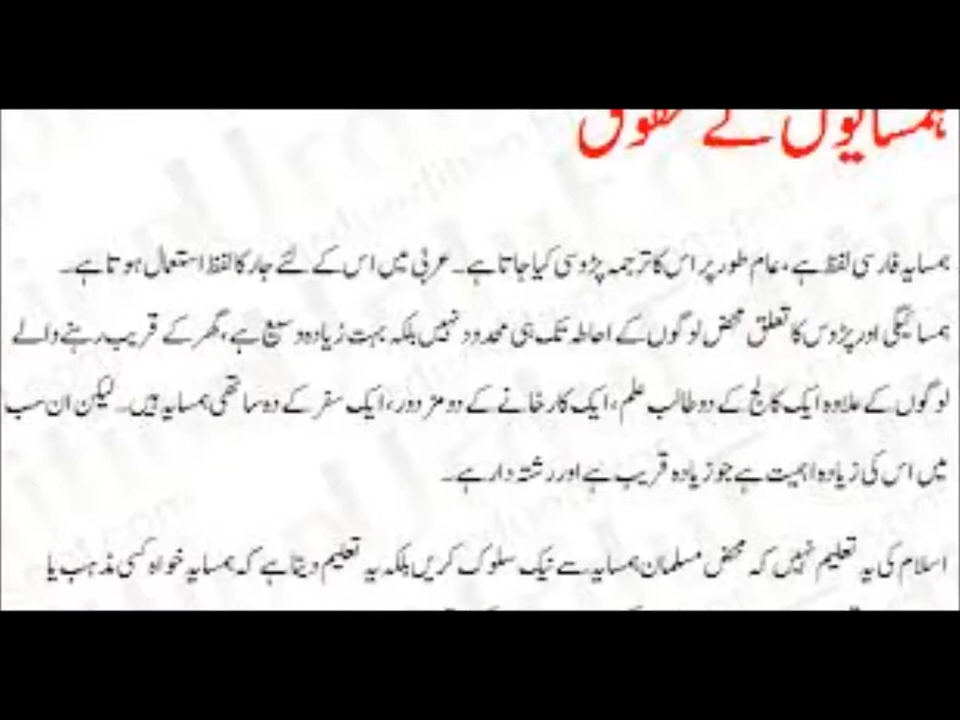 ہمسایوں کے حقوق
ہمسایہ فارسی لفظ ہے، عام طور پر اس کا ترجمہ پڑوسی کیا جاتا ہے۔ عربی میں اس کے لئے جار کا لفظ استعمال ہوتا ہے۔
ہمسائیگی اور پڑوس کا تعلق محض لوگوں کے احاطہ تک ہی محدود نہیں بلکہ بہت زیادہ وسیع ہے، گھر کے قریب رہنے والے
لوگوں کے علاوہ ایک کالج کے دو طالب علم، ایک کارخانے کے دو مزدور، ایک سفر کے دو ساتھی ہمسایہ ہیں۔ لیکن ان سب
میں اس کی زیادہ اہمیت ہے جو زیادہ قریب ہے اور رشتہ دار ہے۔
اسلام کی یہ تعلیم نہیں کہ محض مسلمان ہمسایہ سے نیک سلوک کریں بلکہ یہ تعلیم دیتا ہے کہ ہمسایہ خواہ کسی مذہب یا